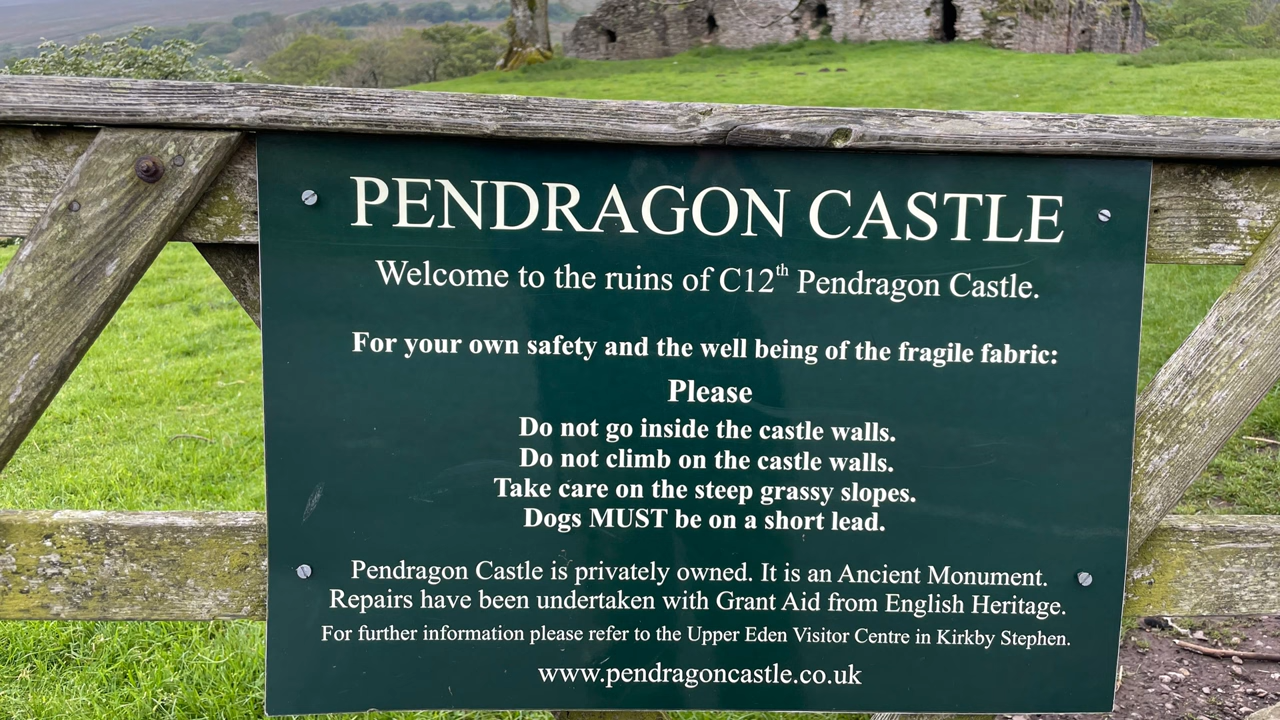 PENDRAGON CASTLE
Welcome to the ruins of C12th Pendragon Castle.
For your own safety and the well being of the fragile fabric:
Please
Do not go inside the castle walls.
Do not climb on the castle walls.
Take care on the steep grassy slopes.
Dogs MUST be on a short lead.
Pendragon Castle is privately owned. It is an Ancient Monument.
Repairs have been undertaken with Grant Aid from English Heritage.
For further information please refer to the Upper Eden Visitor Centre in Kirkby Stephen.
www.pendragoncastle.co.uk